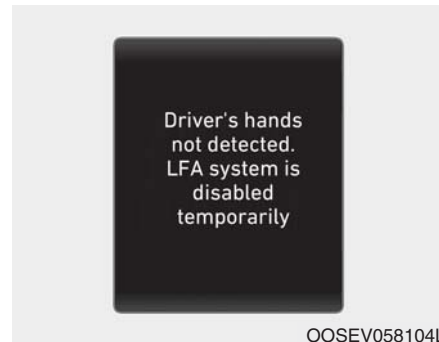 Driver's hands
not detected.
LFA system is
disabled
temporarily
OOSEV058104L